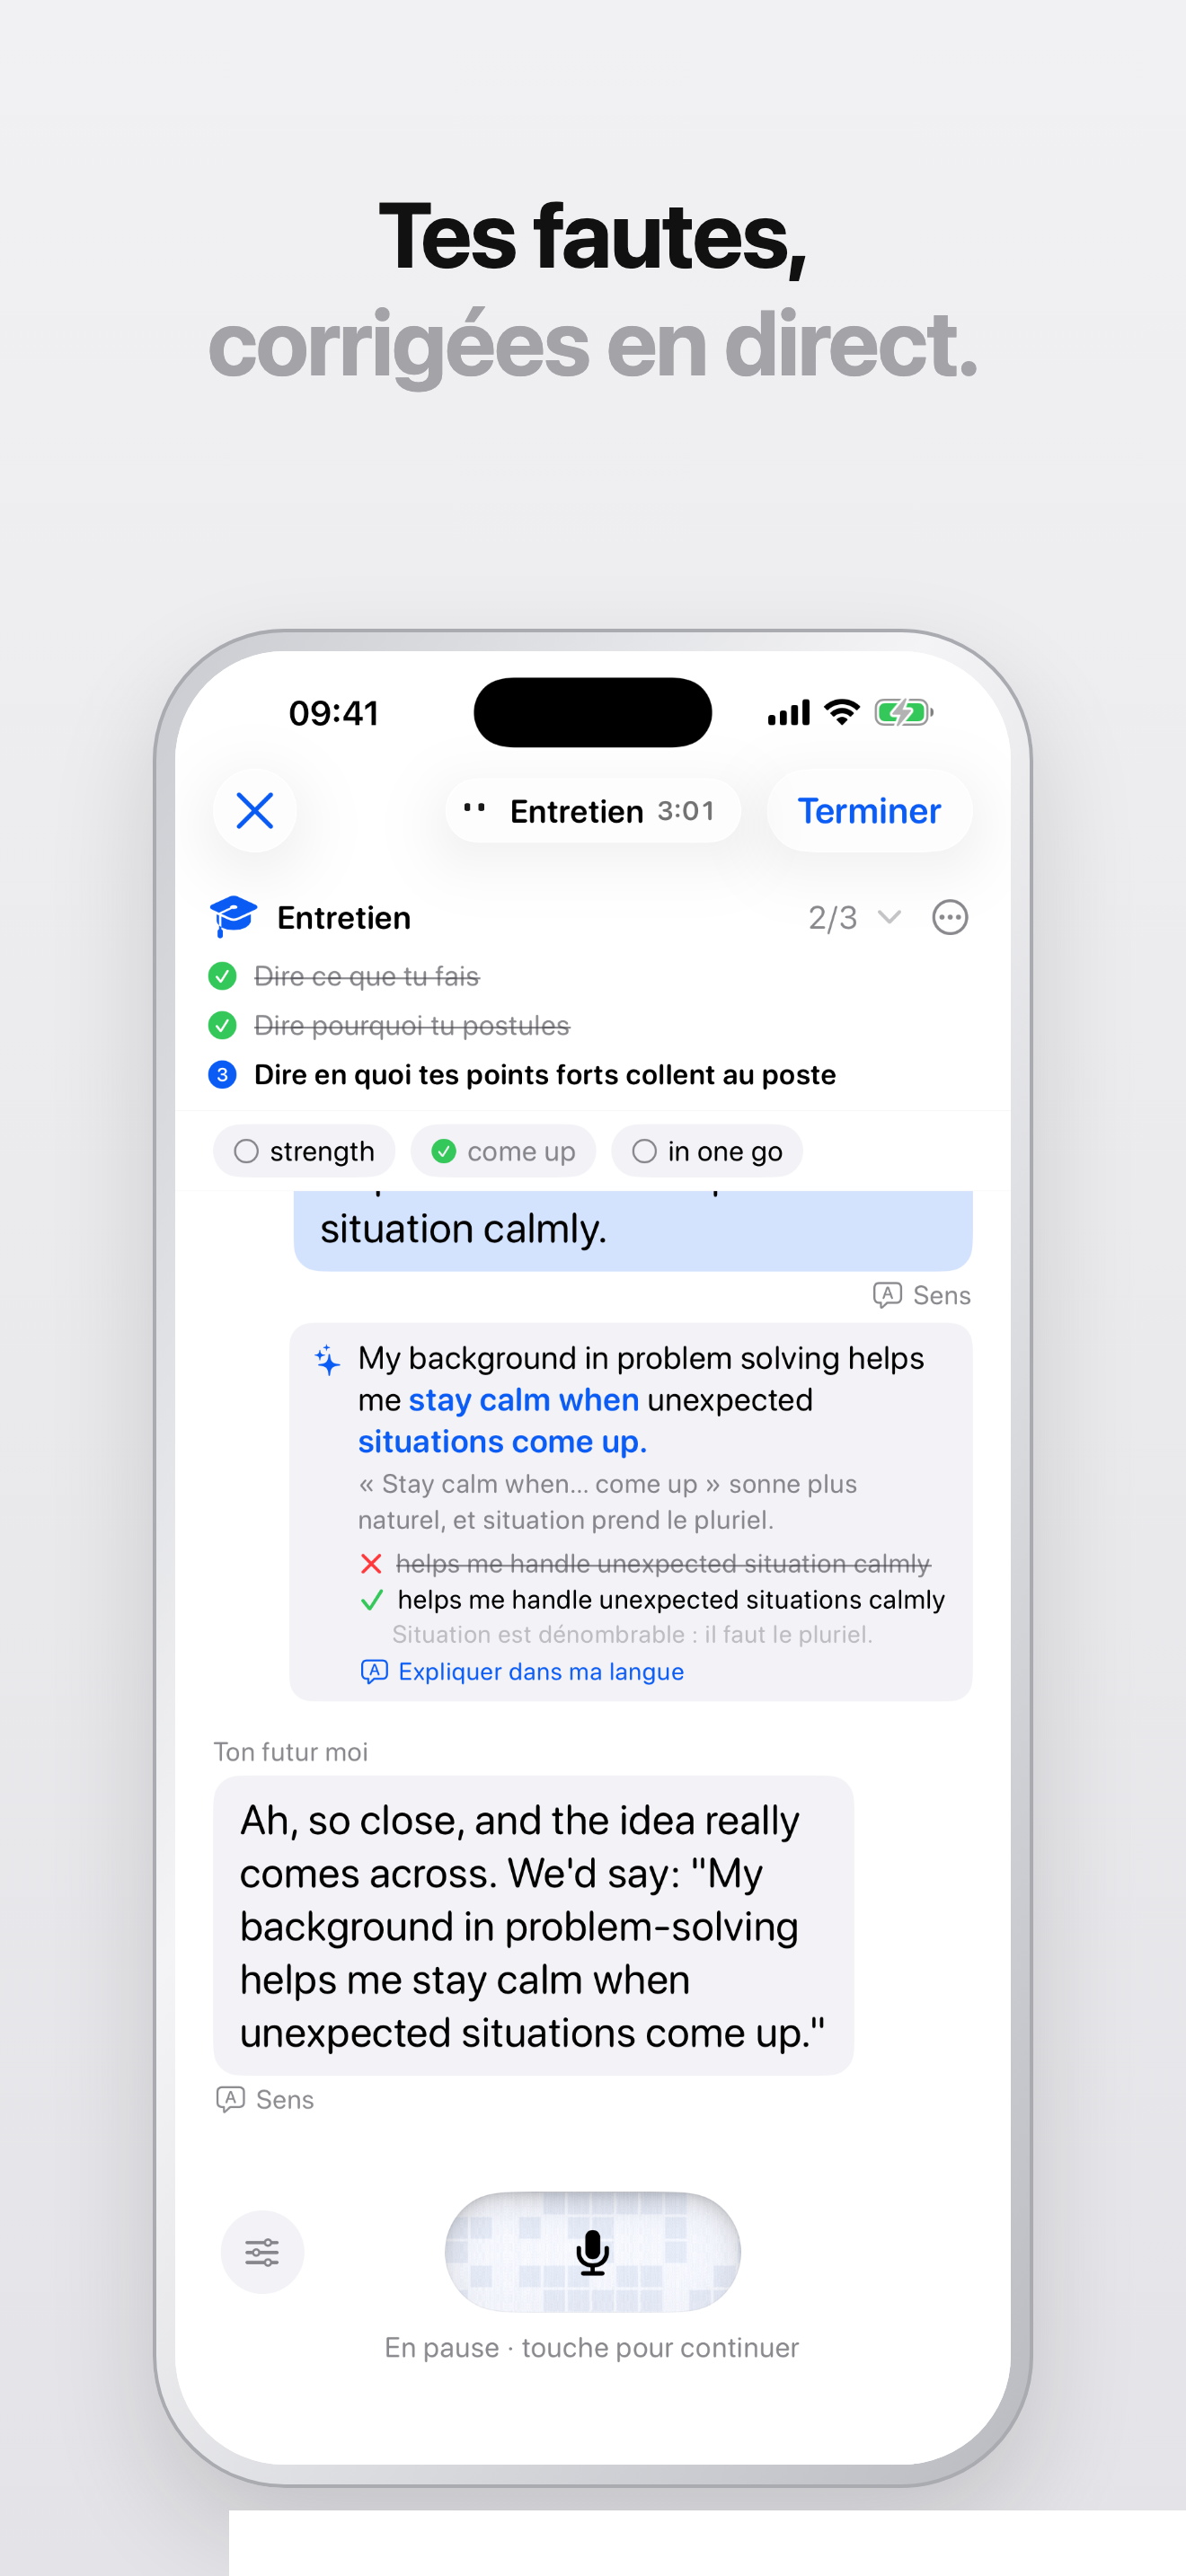 Tes fautes,
corrigées en direct.
09:41
Entretien 3:01
Terminer
Entretien
2/3
Dire ce que tu fais
Dire pourquoi tu postules
3 Dire en quoi tes points forts collent au poste
strength
come up
in one go
situation calmly.
Sens
My background in problem solving helps
me stay calm when unexpected
situations come up.
« Stay calm when... come up » sonne plus
naturel, et situation prend le pluriel.
helps me handle unexpected situation calmly
helps me handle unexpected situations calmly
Situation est dénombrable : il faut le pluriel.
Expliquer dans ma langue
Ton futur moi
Ah, so close, and the idea really
comes across. We'd say: "My
background in problem-solving
helps me stay calm when
unexpected situations come up."
Sens
En pause · touche pour continuer